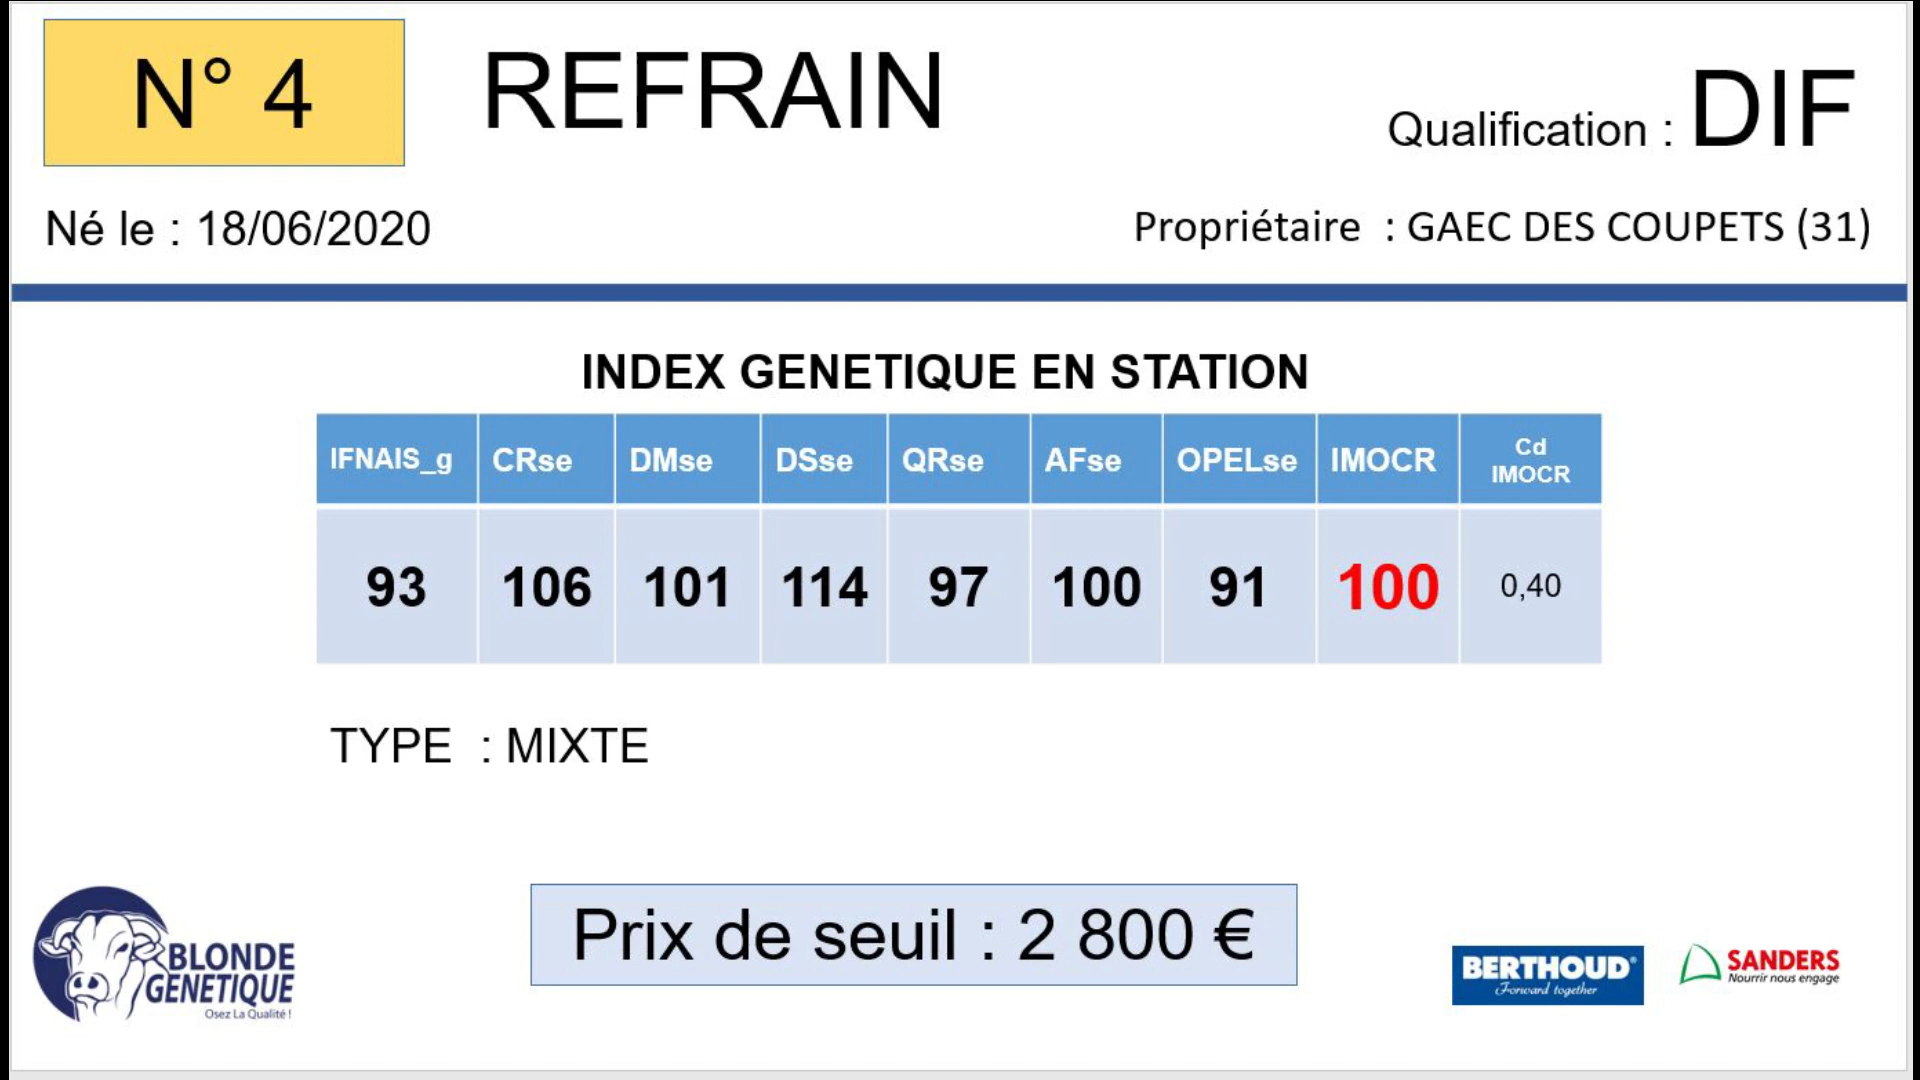 N° 4
REFRAIN
Qualification : DIF
Né le : 18/06/2020
Propriétaire : GAEC DES COUPETS (31)
INDEX GENETIQUE EN STATION
IFNAIS_g CRse DMse DSse QRse AFse OPELse IMOCR Cd IMOCR
93 106 101 114 97 100 91 100 0,40
TYPE : MIXTE
Prix de seuil : 2 800 €
BLONDE
GENETIQUE
Osez La Qualité !
BERTHOUD®
Forward together
SANDERS
Nourrir nous engage